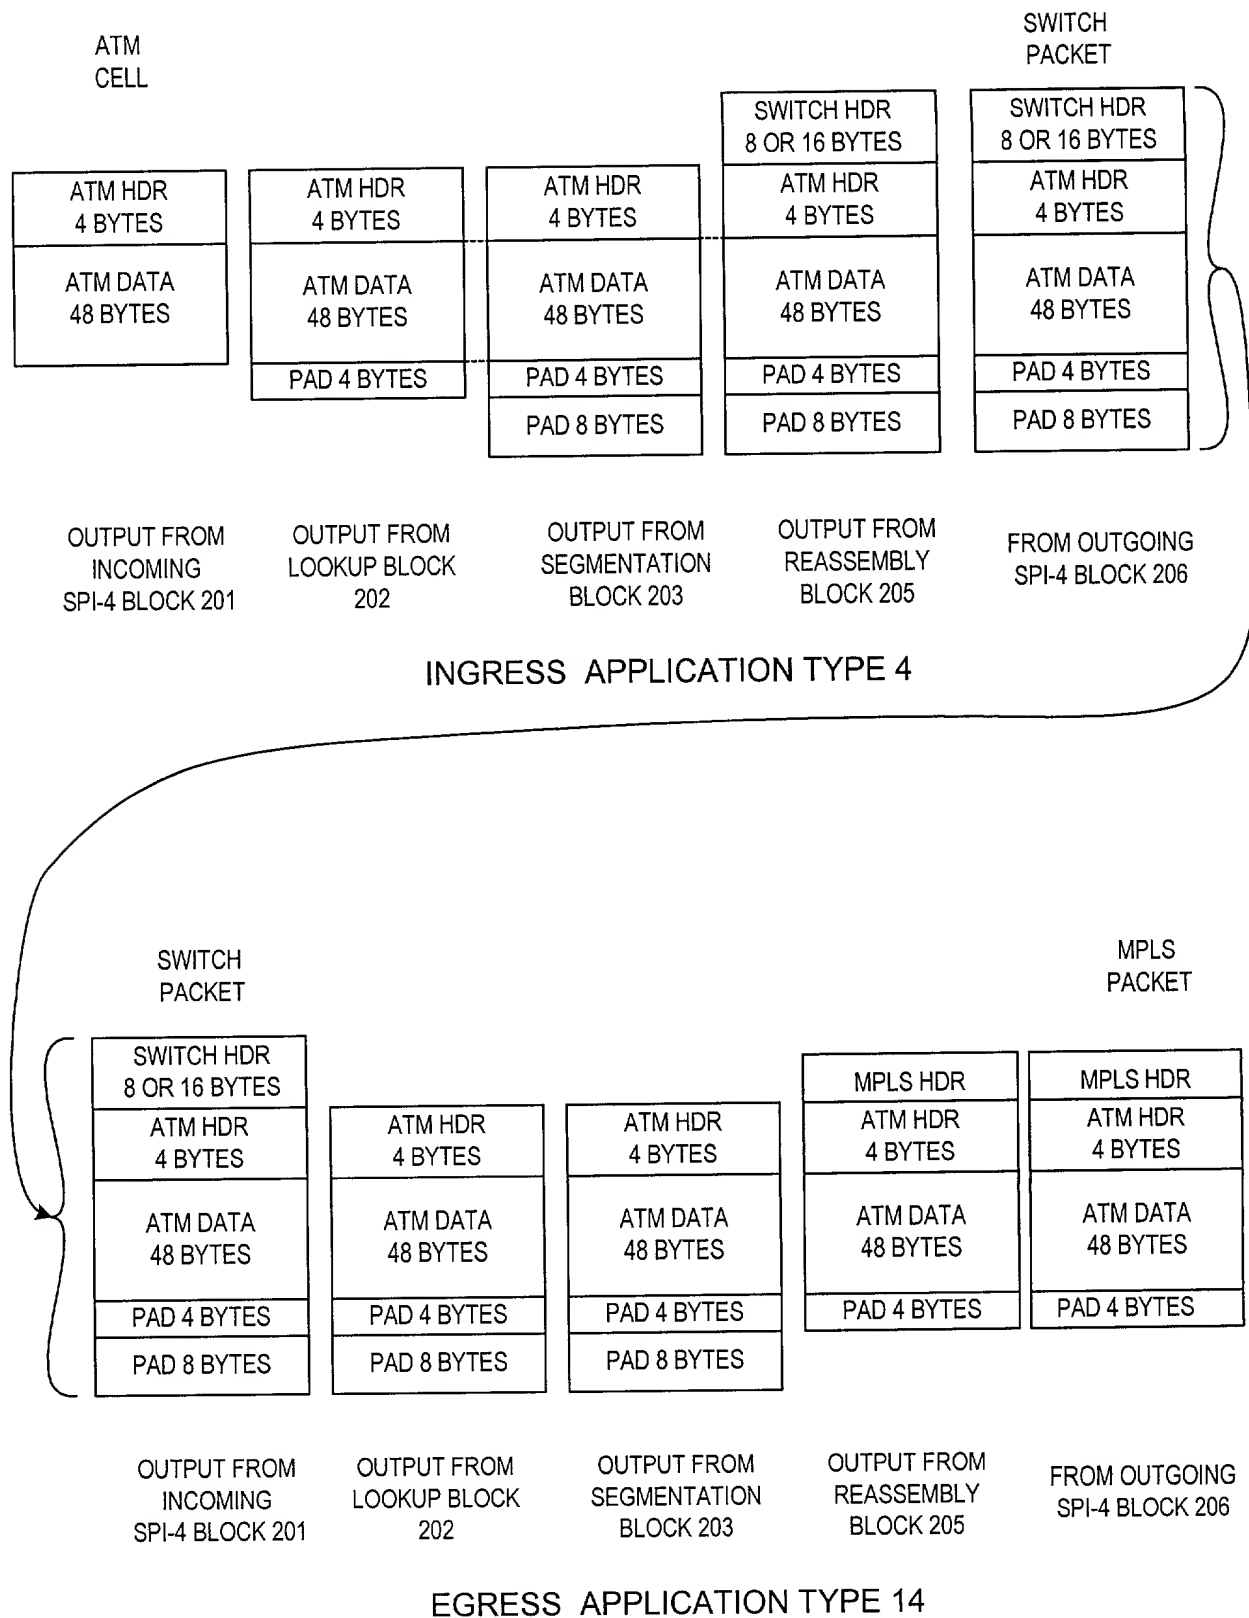 ATM
CELL
SWITCH
PACKET
ATM HDR
4 BYTES
ATM DATA
48 BYTES
ATM HDR
4 BYTES
ATM DATA
48 BYTES
PAD 4 BYTES
ATM HDR
4 BYTES
ATM DATA
48 BYTES
PAD 4 BYTES
PAD 8 BYTES
SWITCH HDR
8 OR 16 BYTES
ATM HDR
4 BYTES
ATM DATA
48 BYTES
PAD 4 BYTES
PAD 8 BYTES
SWITCH HDR
8 OR 16 BYTES
ATM HDR
4 BYTES
ATM DATA
48 BYTES
PAD 4 BYTES
PAD 8 BYTES
OUTPUT FROM
INCOMING
SPI-4 BLOCK 201
OUTPUT FROM
LOOKUP BLOCK
202
OUTPUT FROM
SEGMENTATION
BLOCK 203
OUTPUT FROM
REASSEMBLY
BLOCK 205
FROM OUTGOING
SPI-4 BLOCK 206
INGRESS APPLICATION TYPE 4
SWITCH
PACKET
MPLS
PACKET
SWITCH HDR
8 OR 16 BYTES
ATM HDR
4 BYTES
ATM DATA
48 BYTES
PAD 4 BYTES
PAD 8 BYTES
ATM HDR
4 BYTES
ATM DATA
48 BYTES
PAD 4 BYTES
PAD 8 BYTES
ATM HDR
4 BYTES
ATM DATA
48 BYTES
PAD 4 BYTES
PAD 8 BYTES
MPLS HDR
ATM HDR
4 BYTES
ATM DATA
48 BYTES
PAD 4 BYTES
MPLS HDR
ATM HDR
4 BYTES
ATM DATA
48 BYTES
PAD 4 BYTES
OUTPUT FROM
INCOMING
SPI-4 BLOCK 201
OUTPUT FROM
LOOKUP BLOCK
202
OUTPUT FROM
SEGMENTATION
BLOCK 203
OUTPUT FROM
REASSEMBLY
BLOCK 205
FROM OUTGOING
SPI-4 BLOCK 206
EGRESS APPLICATION TYPE 14